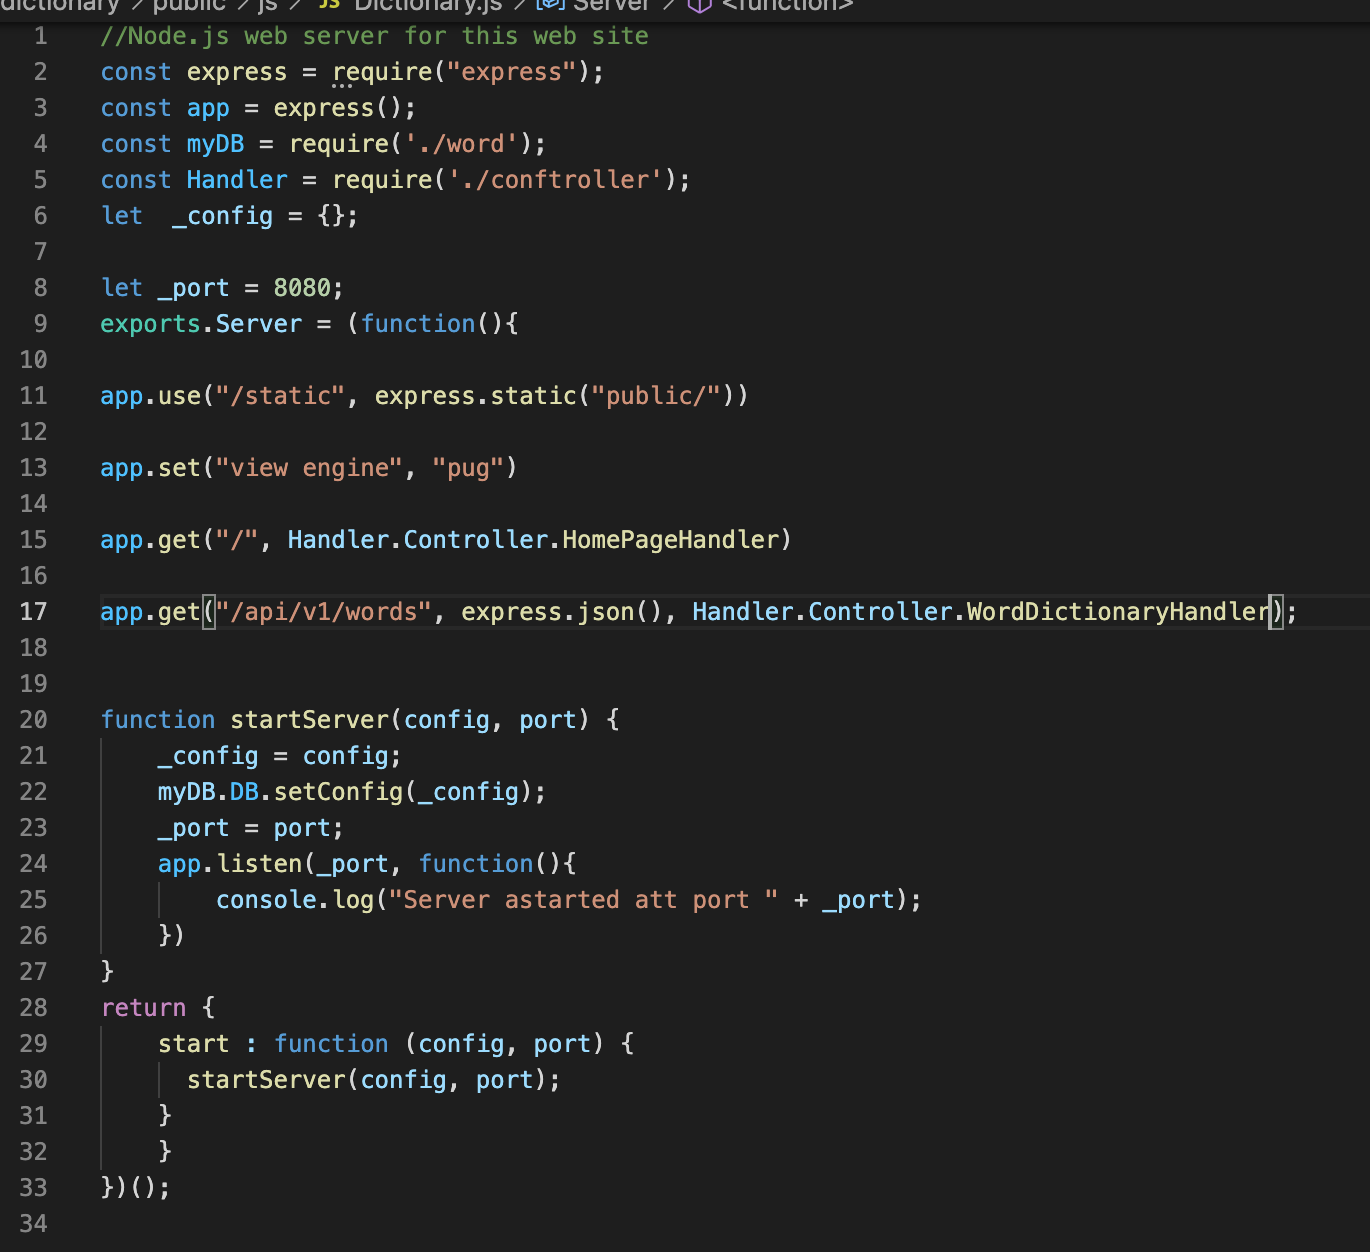 dictionary > public > js > JS Dictionary.js > Server > <function>
1 //Node.js web server for this web site
2 const express = require("express");
3 const app = express();
4 const myDB = require('./word');
5 const Handler = require('./conftroller');
6 let  _config = {};
7
8 let _port = 8080;
9 exports.Server = (function(){
10
11 app.use("/static", express.static("public/"))
12
13 app.set("view engine", "pug")
14
15 app.get("/", Handler.Controller.HomePageHandler)
16
17 app.get("/api/v1/words", express.json(), Handler.Controller.WordDictionaryHandler);
18
19
20 function startServer(config, port) {
21     _config = config;
22     myDB.DB.setConfig(_config);
23     _port = port;
24     app.listen(_port, function(){
25         console.log("Server astarted att port " + _port);
26     })
27 }
28 return {
29     start : function (config, port) {
30       startServer(config, port);
31     }
32     }
33 })();
34